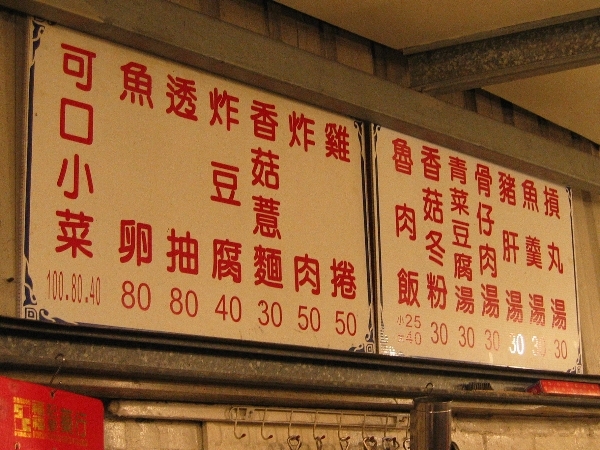 可口小菜 100.80.40
魚卵 80
透抽 80
炸豆腐 40
香菇薏麵 30
炸肉 50
雞捲 50
魯肉飯 小25 40
香菇冬粉 30
青菜豆腐湯 30
骨仔肉湯 30
豬肝湯 30
魚羹湯 30
摃丸湯 30